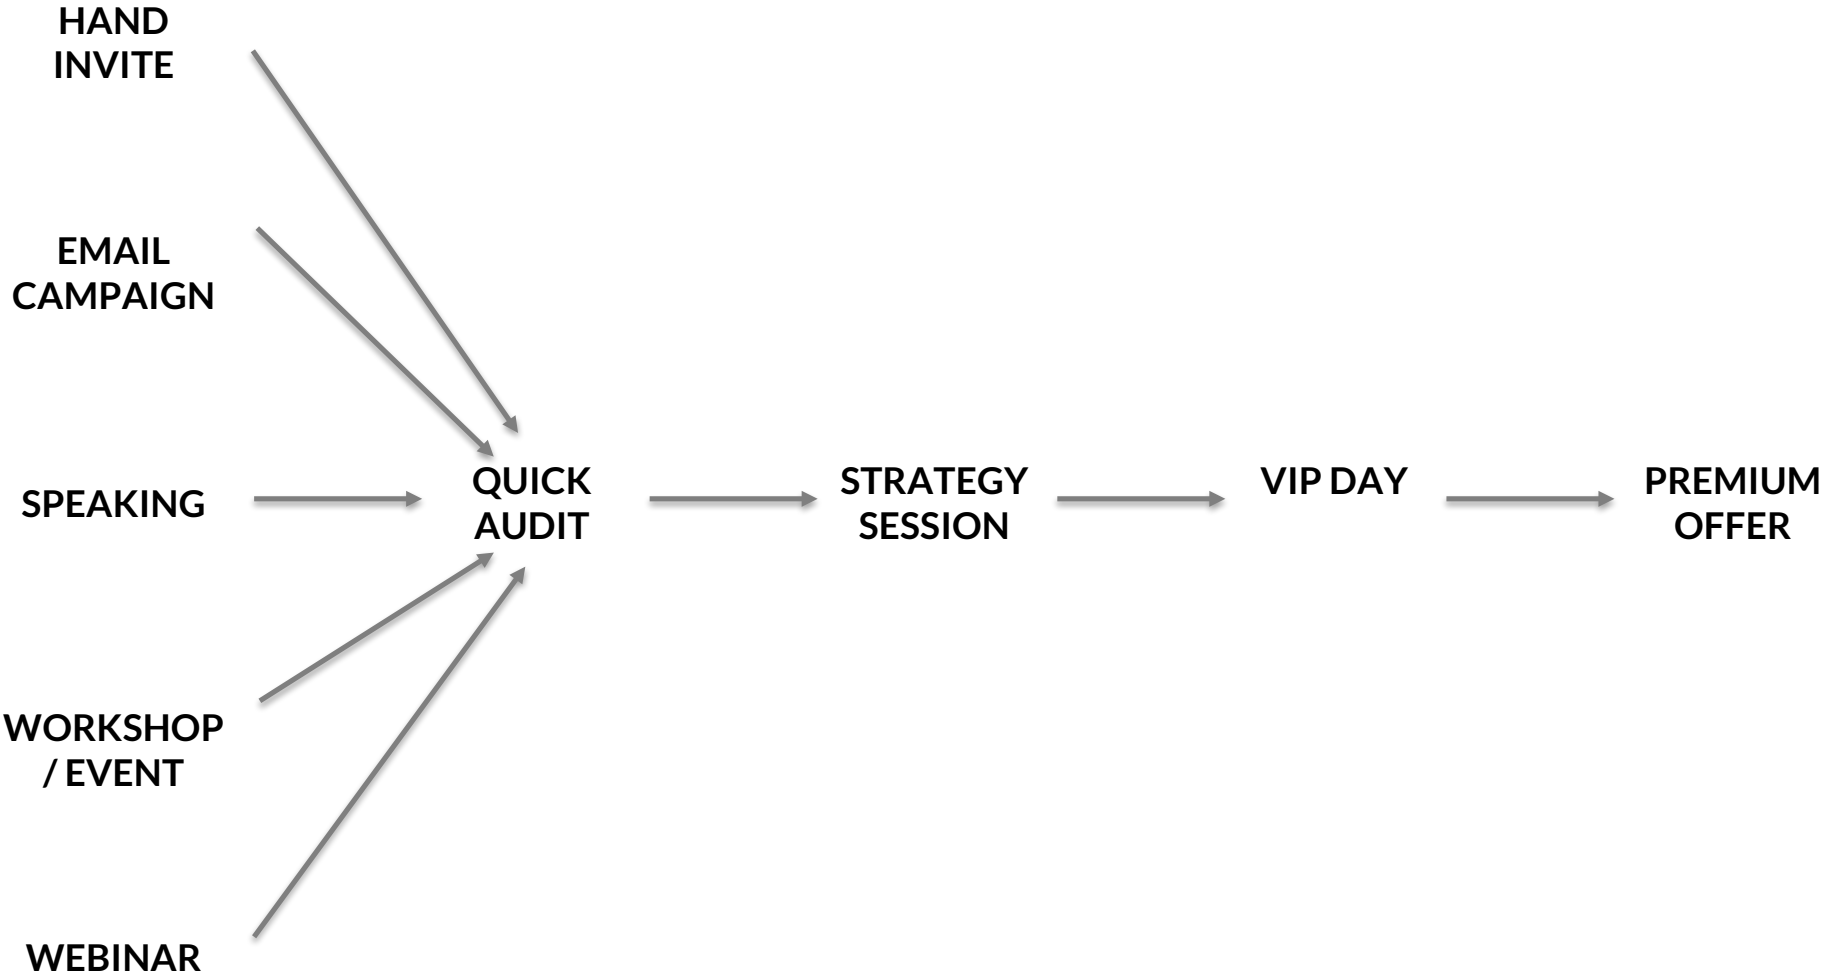 HAND
INVITE
EMAIL
CAMPAIGN
SPEAKING
QUICK
AUDIT
STRATEGY
SESSION
VIP DAY
PREMIUM
OFFER
WORKSHOP
/ EVENT
WEBINAR